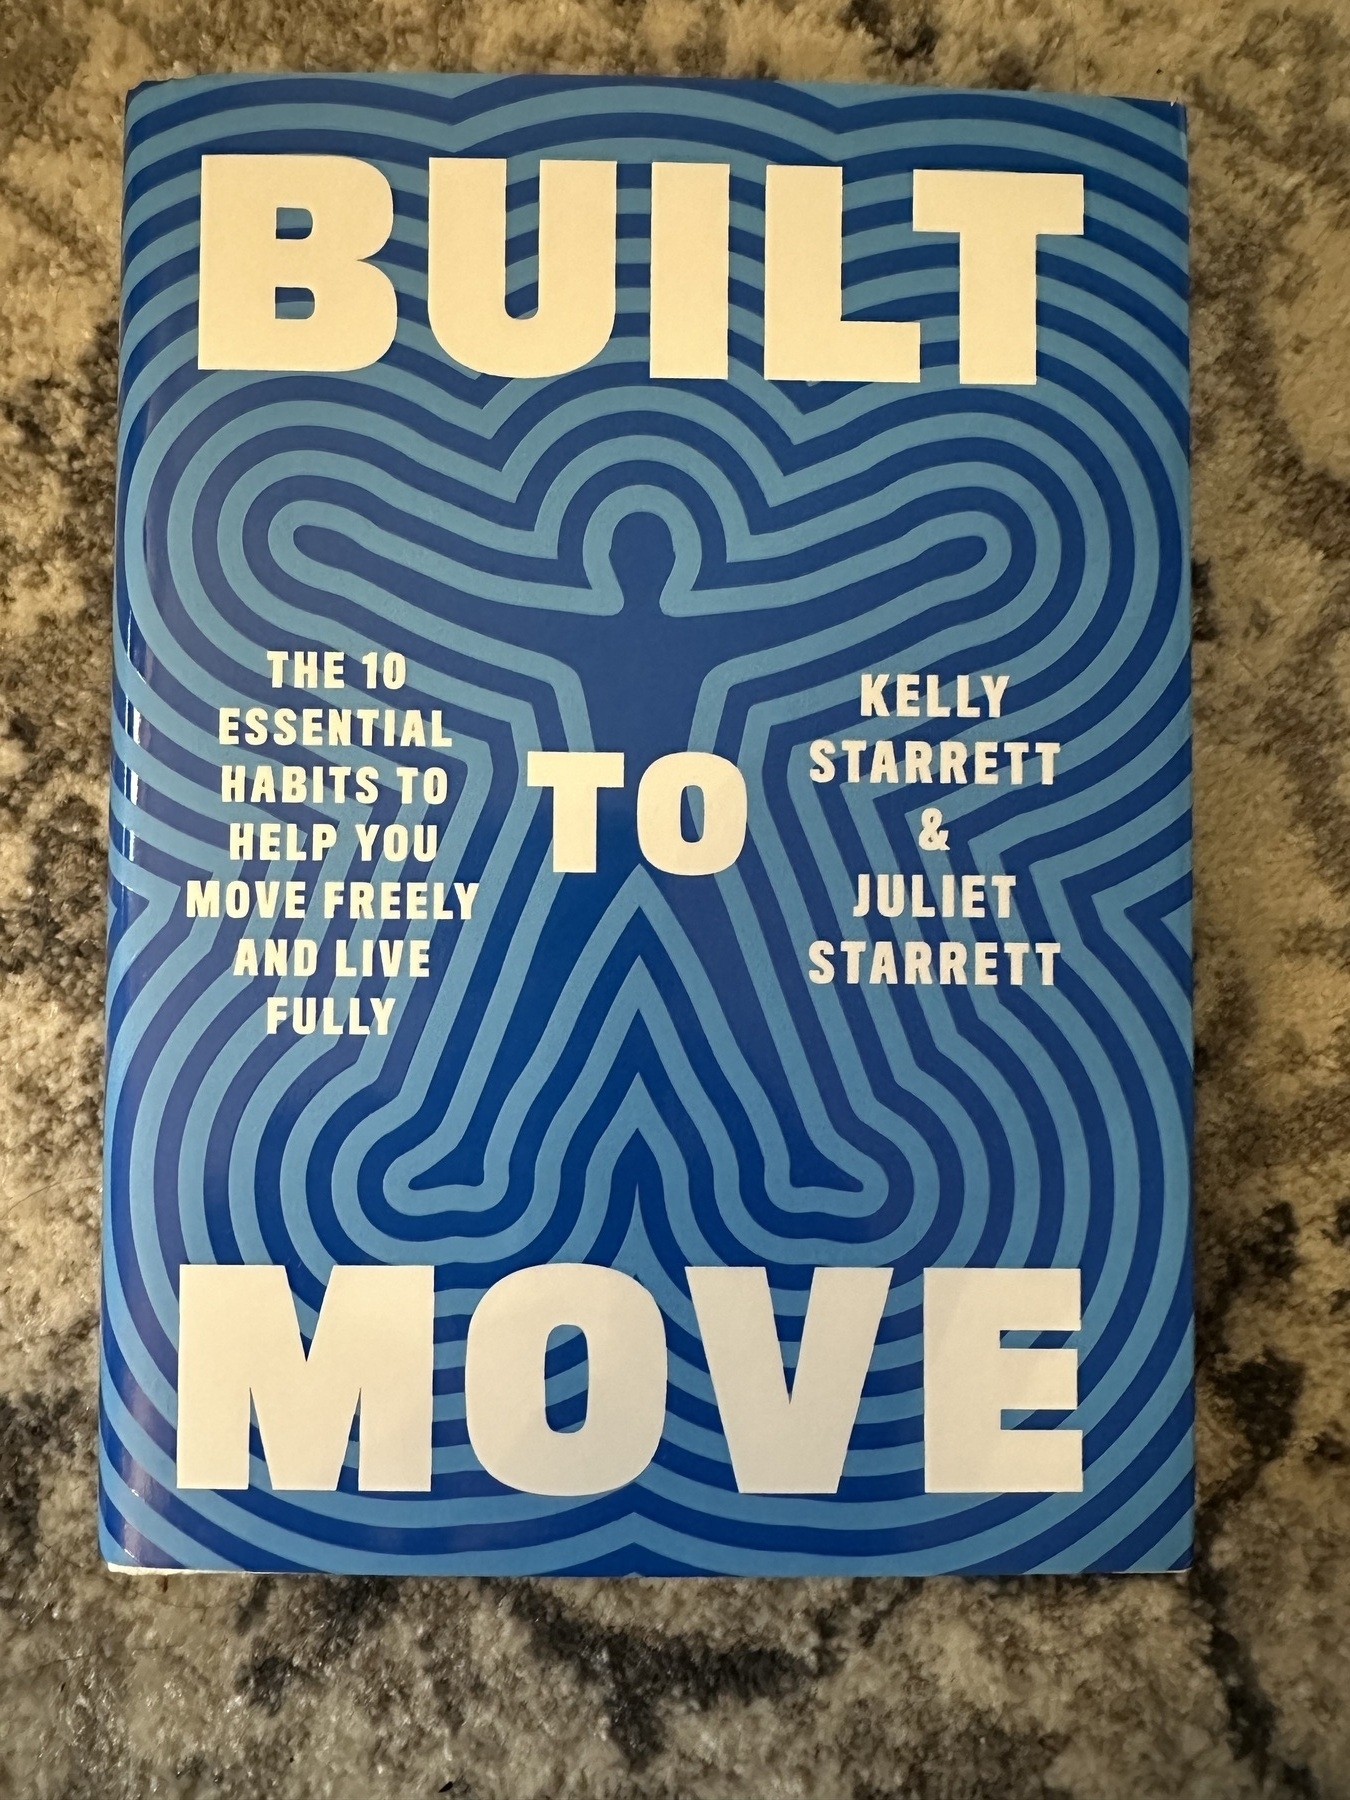 BUILT
THE 10
ESSENTIAL
HABITS TO
HELP YOU
MOVE FREELY
AND LIVE
FULLY
TO
KELLY
STARRETT
&
JULIET
STARRETT
MOVE